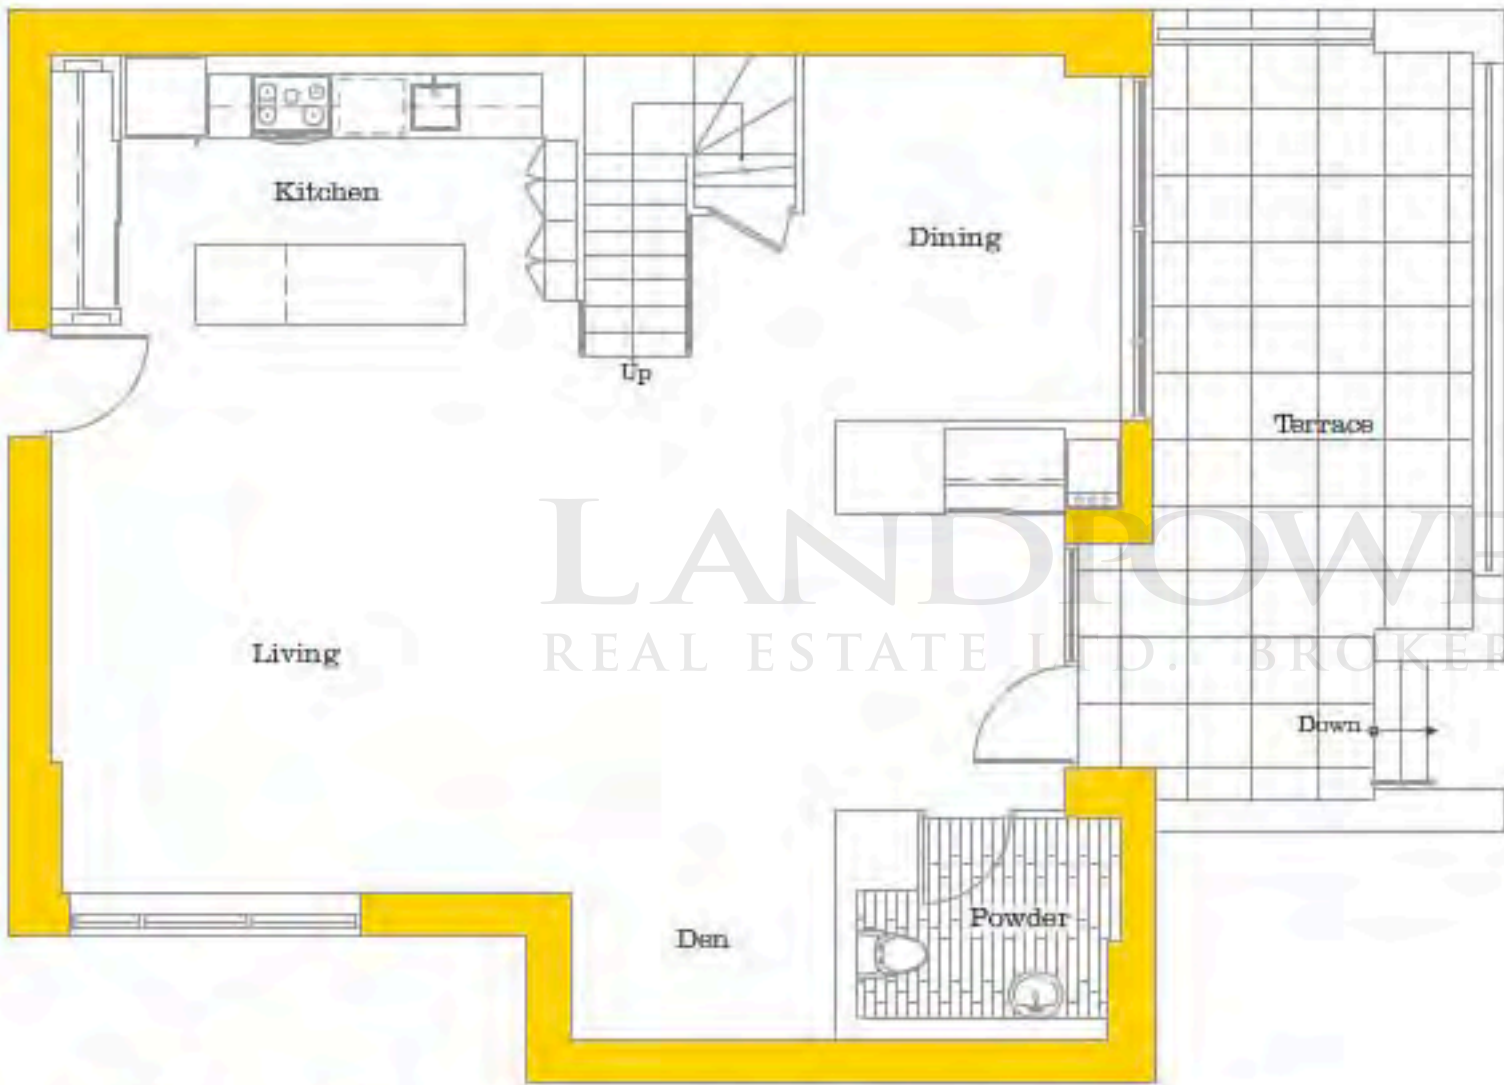 Kitchen
Dining
Up
Terrace
LANDPOWE
REAL ESTATE LTD. BROKER
Living
Down
Powder
Den